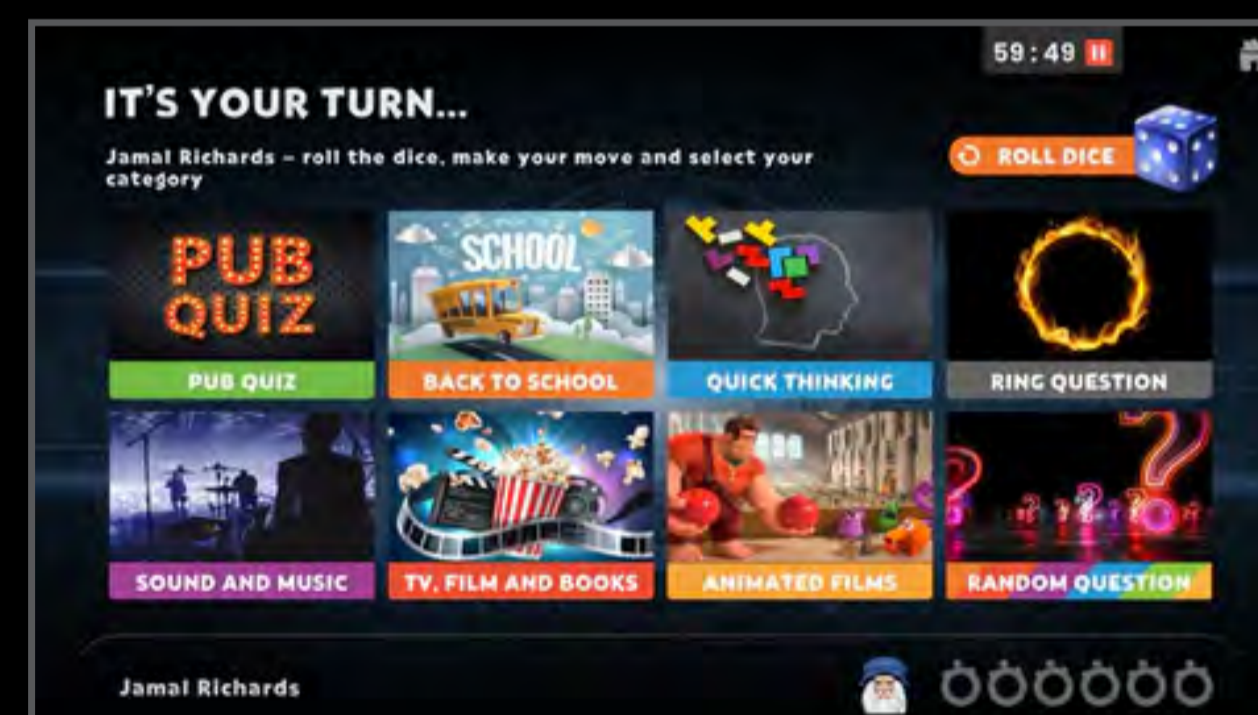 59:49
IT'S YOUR TURN...
Jamal Richards – roll the dice, make your move and select your
category
ROLL DICE
PUB
QUIZ
SCHOOL
PUB QUIZ
BACK TO SCHOOL
QUICK THINKING
RING QUESTION
SOUND AND MUSIC
TV, FILM AND BOOKS
ANIMATED FILMS
RANDOM QUESTION
Jamal Richards